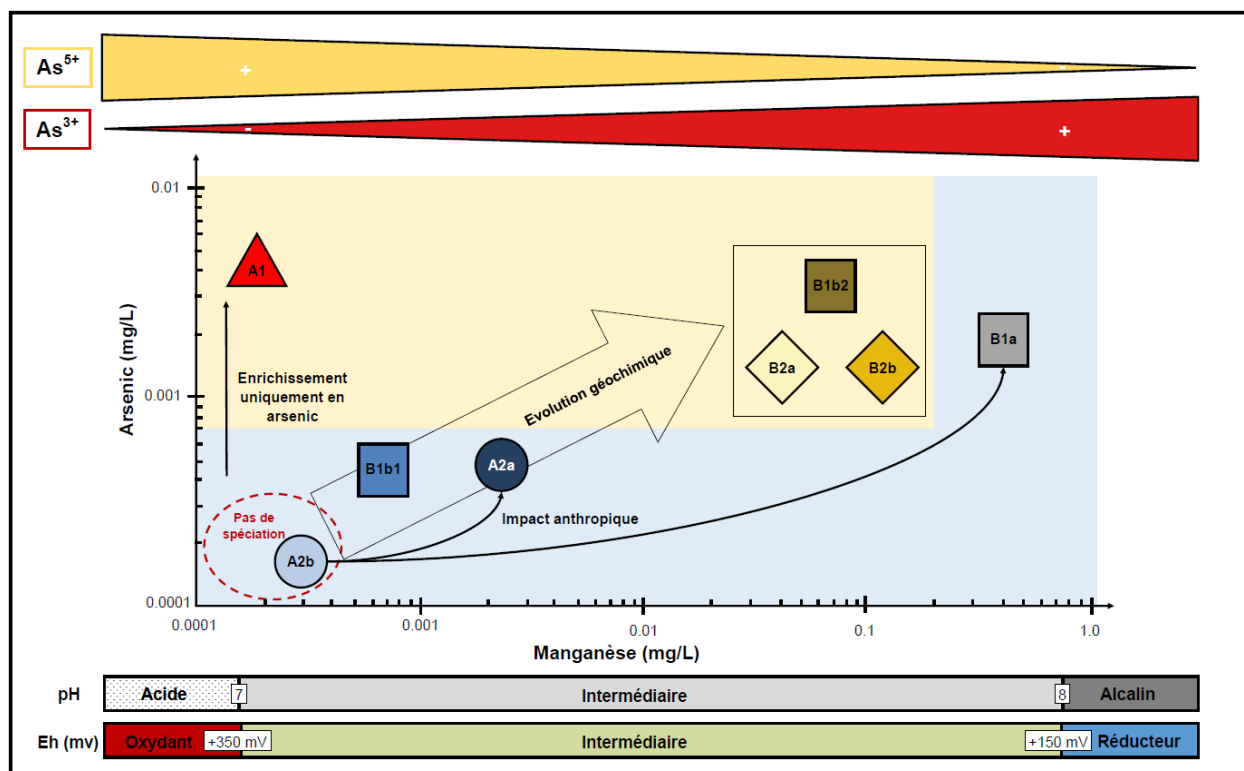 As5+
+
-
As3+
-
+
Arsenic (mg/L)
0.01
0.001
0.0001
A1
Enrichissement
uniquement en
arsenic
Evolution géochimique
B1b2
B2a
B2b
B1a
B1b1
A2a
Pas de
spéciation
A2b
Impact anthropique
0.0001
0.001
0.01
0.1
1.0
Manganèse (mg/L)
pH
Acide
7
Intermédiaire
8
Alcalin
Eh (mv)
Oxydant
+350 mV
Intermédiaire
+150 mV
Réducteur